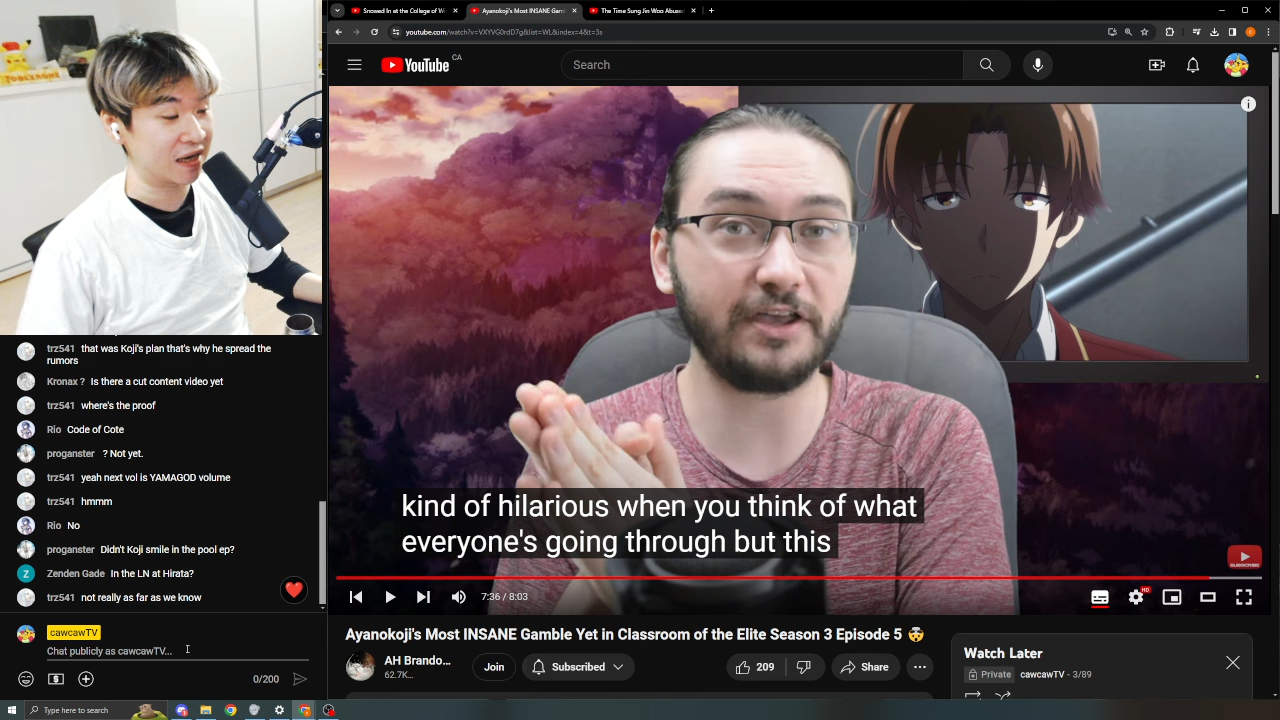 TOOLXROME
trz541 that was Koji's plan that's why he spread the
rumors
Kronax ? Is there a cut content video yet
trz541 where's the proof
Rio Code of Cote
proganster ? Not yet.
trz541 yeah next vol is YAMAGOD volume
trz541 hmmm
Rio No
proganster Didn't Koji smile in the pool ep?
Z Zenden Gade In the LN at Hirata?
trz541 not really as far as we know
cawcawTV
Chat publicly as cawcawTV...
0/200
Snowed In at the College of W
Ayanokoji's Most INSANE Gam
The Time Sung Jin Woo Abused
youtube.com/watch?v=VXYVG0rdD7g&list=WL&index=4&t=3s
YouTube CA
Search
kind of hilarious when you think of what
everyone's going through but this
SUBSCRIBE
7:36 / 8:03
HD
Ayanokoji's Most INSANE Gamble Yet in Classroom of the Elite Season 3 Episode 5 🤯
AH Brando...
62.7K...
Join
Subscribed
209
Share
Watch Later
Private cawcawTV - 3/89
Type here to search